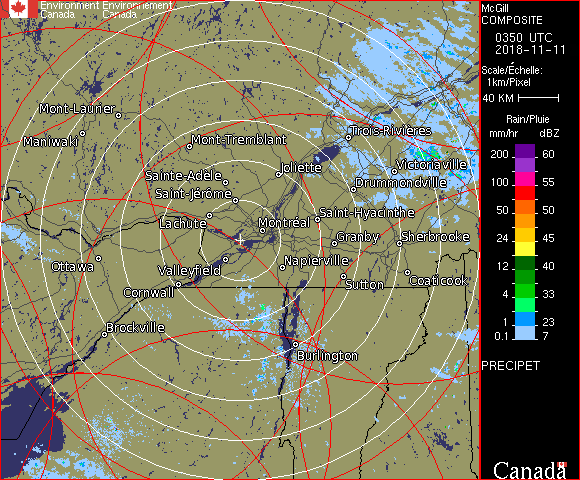 Environment Environnement
Canada Canada
McGill
COMPOSITE
0350 UTC
2018-11-11
Scale/Échelle:
1km/Pixel
40 KM
Rain/Pluie
mm/hr dBZ
200 60
150 57
100 55
50 50
24 45
12 40
4 33
1 23
0.1 7
PRECIPET
Canada
Mont-Laurier
Maniwaki
Mont-Tremblant
Trois-Rivières
Joliette
Victoriaville
Sainte-Adèle
Drummondville
Saint-Jérôme
Lachute
Saint-Hyacinthe
Montréal
Granby
Sherbrooke
Ottawa
Valleyfield
Napierville
Sutton
Coaticook
Cornwall
Brockville
Burlington